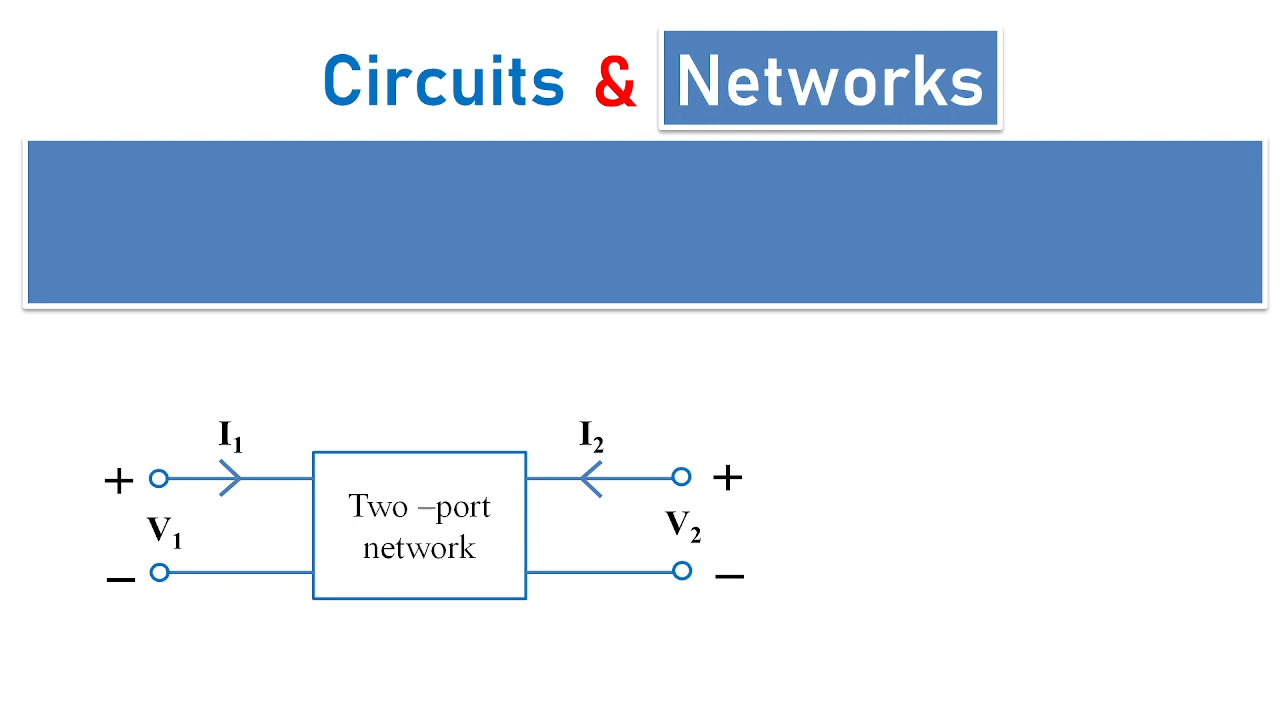 Circuits & Networks
I₁
I₂
+
+
Two –port
V₁
V₂
network
–
–